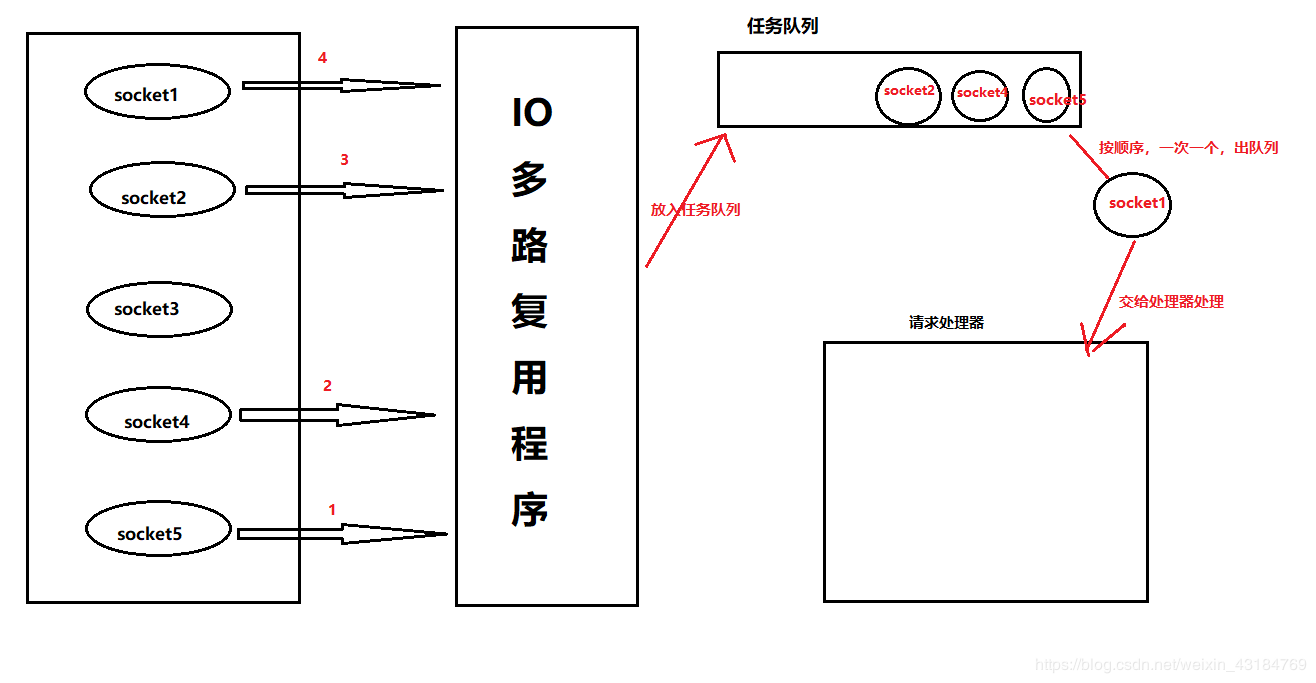 socket1
socket2
socket3
socket4
socket5
4
3
2
1
IO
多
路
复
用
程
序
放入任务队列
任务队列
socket2
socket4
socket5
按顺序，一次一个，出队列
socket1
交给处理器处理
请求处理器
https://blog.csdn.net/weixin_43184769